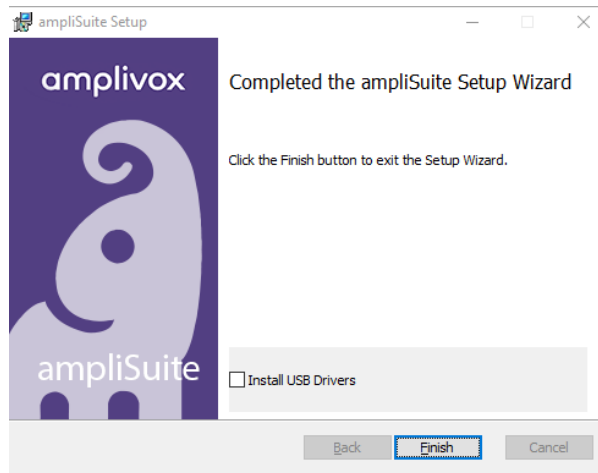 ampliSuite Setup
amplivox
Completed the ampliSuite Setup Wizard
Click the Finish button to exit the Setup Wizard.
ampliSuite
Install USB Drivers
Back
Finish
Cancel